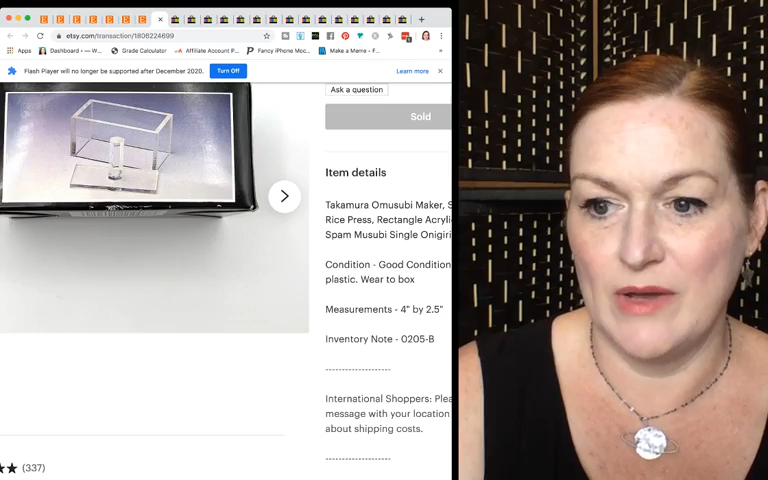 etsy.com/transaction/1806224699
Apps
Dashboard ‹ — W...
Grade Calculator
Affiliate Account P...
Fancy iPhone Moc...
Make a Meme • F...
Flash Player will no longer be supported after December 2020.
Turn Off
Learn more
Ask a question
Sold
Item details
Takamura Omusubi Maker, S
Rice Press, Rectangle Acryli
Spam Musubi Single Onigiri
Condition - Good Condition
plastic. Wear to box
Measurements - 4" by 2.5"
Inventory Note - 0205-B
-------------------
International Shoppers: Plea
message with your location
about shipping costs.
-------------------
(337)